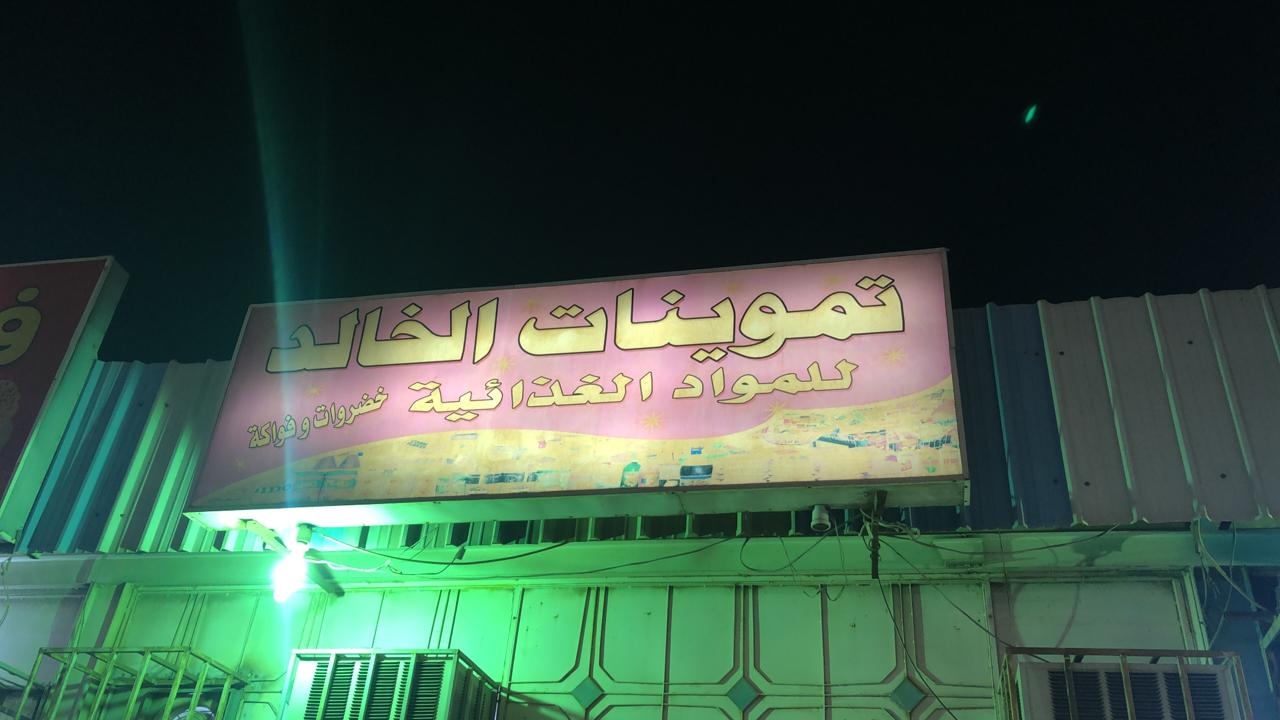 تموينات الخالد
للمواد الغذائية خضروات وفواكة